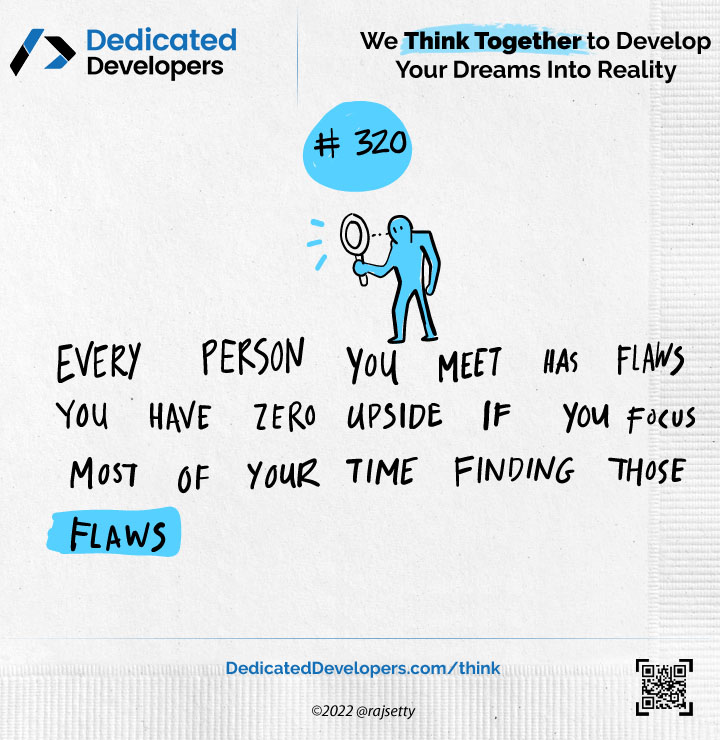 Dedicated
Developers
We Think Together to Develop
Your Dreams Into Reality
# 320
EVERY PERSON YOU MEET HAS FLAWS
YOU HAVE ZERO UPSIDE IF YOU FOCUS
MOST OF YOUR TIME FINDING THOSE
FLAWS
DedicatedDevelopers.com/think
©2022 @rajsetty